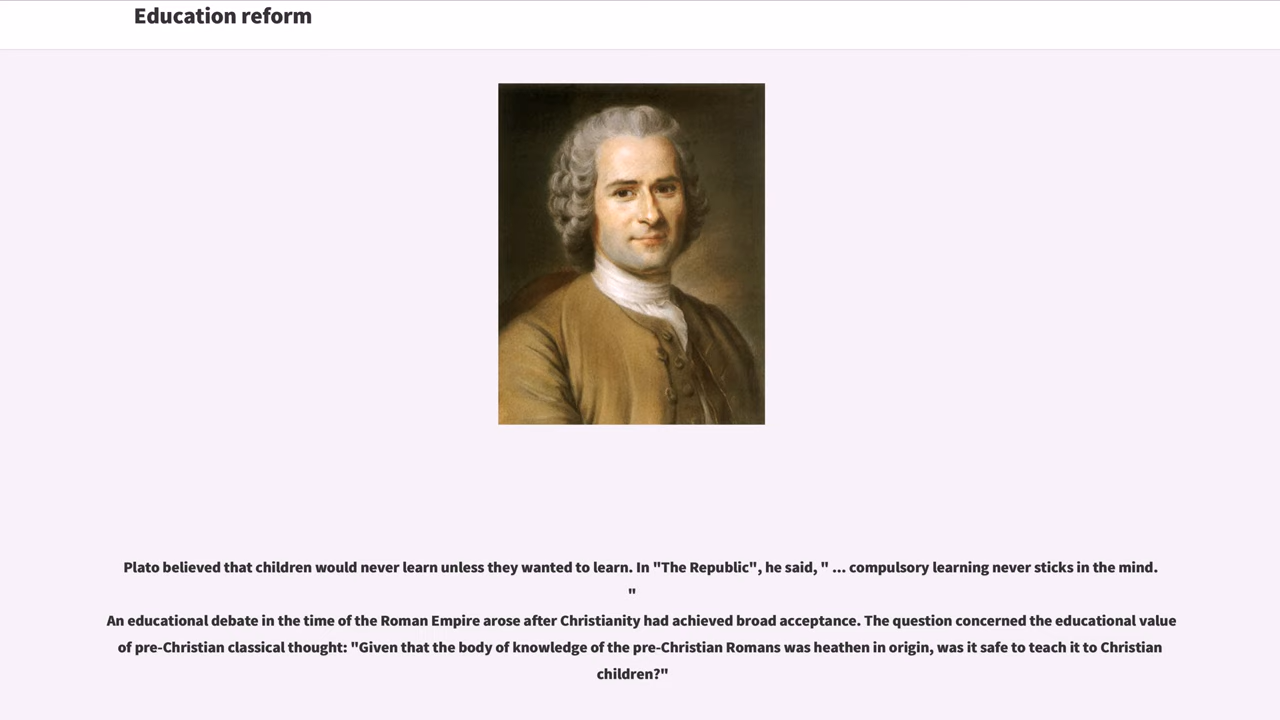 Education reform
Plato believed that children would never learn unless they wanted to learn. In "The Republic", he said, " ... compulsory learning never sticks in the mind.
"
An educational debate in the time of the Roman Empire arose after Christianity had achieved broad acceptance. The question concerned the educational value
of pre-Christian classical thought: "Given that the body of knowledge of the pre-Christian Romans was heathen in origin, was it safe to teach it to Christian
children?"